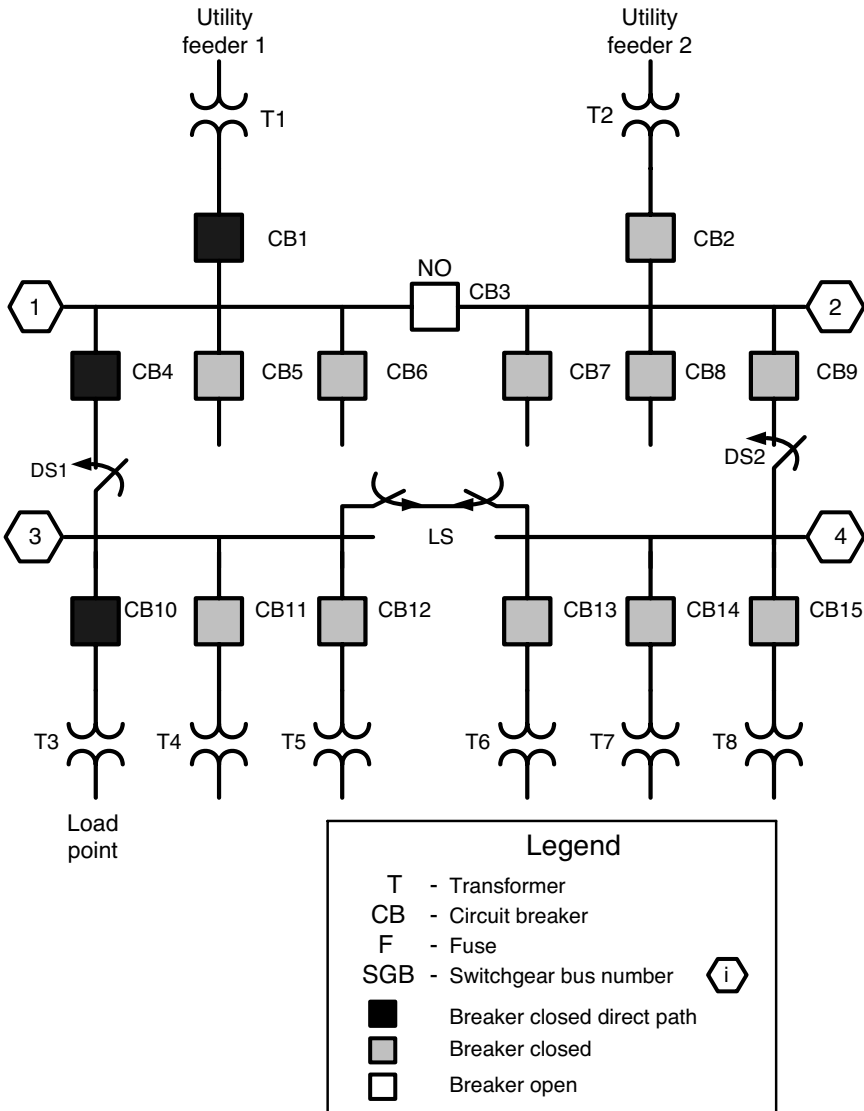 Utility
feeder 1
Utility
feeder 2
T1
T2
CB1
CB2
NO
CB3
1
2
CB4
CB5
CB6
CB7
CB8
CB9
DS1
DS2
LS
3
4
CB10
CB11
CB12
CB13
CB14
CB15
T3
T4
T5
T6
T7
T8
Load
point
Legend
T - Transformer
CB - Circuit breaker
F - Fuse
SGB - Switchgear bus number i
Breaker closed direct path
Breaker closed
Breaker open